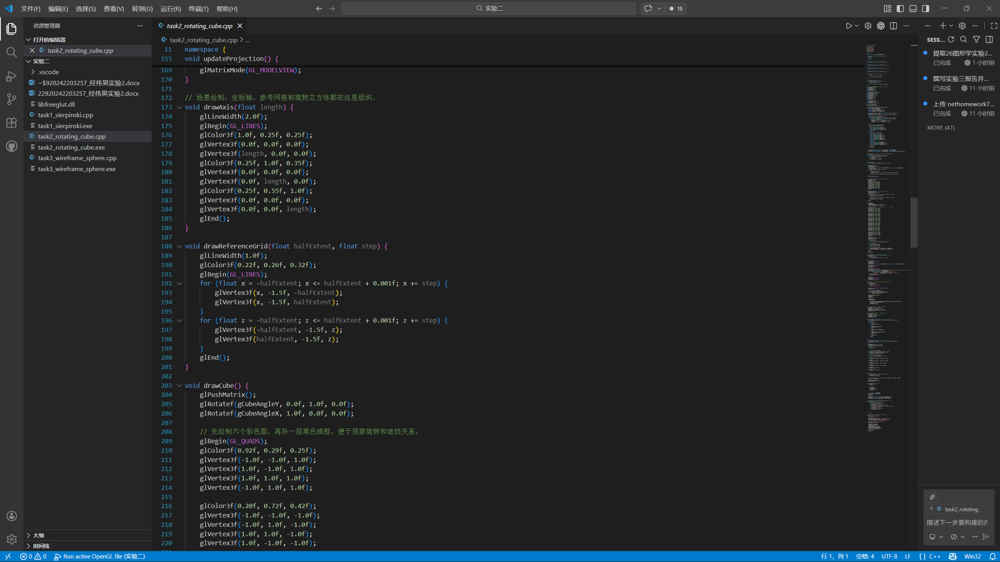 文件(F) 编辑(E) 选择(S) 查看(V) 转到(G) 运行(R) 终端(T) 帮助(H)
实验二
15
资源管理器
打开的编辑器
task2_rotating_cube.cpp
实验二
.vscode
~$920242203257_经伟昊实验2.docx
22920242203257_经伟昊实验2.docx
libfreeglut.dll
task1_sierpinski.cpp
task1_sierpinski.exe
task2_rotating_cube.cpp
task2_rotating_cube.exe
task3_wireframe_sphere.cpp
task3_wireframe_sphere.exe
大纲
时间线
task2_rotating_cube.cpp
task2_rotating_cube.cpp > ...
11 namespace {
155 void updateProjection() {
169 glMatrixMode(GL_MODELVIEW);
170 }
171
172 // 场景绘制：坐标轴、参考网格和旋转立方体都在这里组织。
173 void drawAxis(float length) {
174 glLineWidth(2.0f);
175 glBegin(GL_LINES);
176 glColor3f(1.0f, 0.25f, 0.25f);
177 glVertex3f(0.0f, 0.0f, 0.0f);
178 glVertex3f(length, 0.0f, 0.0f);
179 glColor3f(0.25f, 1.0f, 0.35f);
180 glVertex3f(0.0f, 0.0f, 0.0f);
181 glVertex3f(0.0f, length, 0.0f);
182 glColor3f(0.25f, 0.55f, 1.0f);
183 glVertex3f(0.0f, 0.0f, 0.0f);
184 glVertex3f(0.0f, 0.0f, length);
185 glEnd();
186 }
187
188 void drawReferenceGrid(float halfExtent, float step) {
189 glLineWidth(1.0f);
190 glColor3f(0.22f, 0.26f, 0.32f);
191 glBegin(GL_LINES);
192 for (float x = -halfExtent; x <= halfExtent + 0.001f; x += step) {
193 glVertex3f(x, -1.5f, -halfExtent);
194 glVertex3f(x, -1.5f, halfExtent);
195 }
196 for (float z = -halfExtent; z <= halfExtent + 0.001f; z += step) {
197 glVertex3f(-halfExtent, -1.5f, z);
198 glVertex3f(halfExtent, -1.5f, z);
199 }
200 glEnd();
201 }
202
203 void drawCube() {
204 glPushMatrix();
205 glRotatef(gCubeAngleY, 0.0f, 1.0f, 0.0f);
206 glRotatef(gCubeAngleX, 1.0f, 0.0f, 0.0f);
207
208 // 先绘制六个彩色面，再补一层黑色线框，便于观察旋转和遮挡关系。
209 glBegin(GL_QUADS);
210 glColor3f(0.92f, 0.29f, 0.25f);
211 glVertex3f(-1.0f, -1.0f, 1.0f);
212 glVertex3f(1.0f, -1.0f, 1.0f);
213 glVertex3f(1.0f, 1.0f, 1.0f);
214 glVertex3f(-1.0f, 1.0f, 1.0f);
215
216 glColor3f(0.20f, 0.72f, 0.42f);
217 glVertex3f(-1.0f, -1.0f, -1.0f);
218 glVertex3f(-1.0f, 1.0f, -1.0f);
219 glVertex3f(1.0f, 1.0f, -1.0f);
220 glVertex3f(1.0f, -1.0f, -1.0f);
SESS...
提取26图形学实验2...
已完成 1 小时前
撰写实验三报告并...
已完成 11 小时前
上传 nethomework7...
已完成 11 小时前
MORE (47)
task2_rotating_
描述下一步要构建的
0 0 Run active OpenGL file (实验二)
行 1，列 1 空格: 4 UTF-8 LF {} C++ Win32